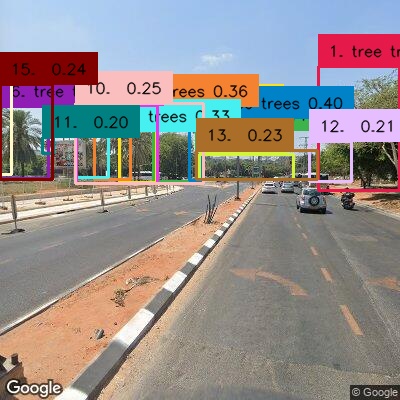 1. tree tr
15. 0.24
10. 0.25
trees 0.36
6. tree
trees 0.40
trees 0.33
11. 0.20
12. 0.21
13. 0.23
Google
© Google